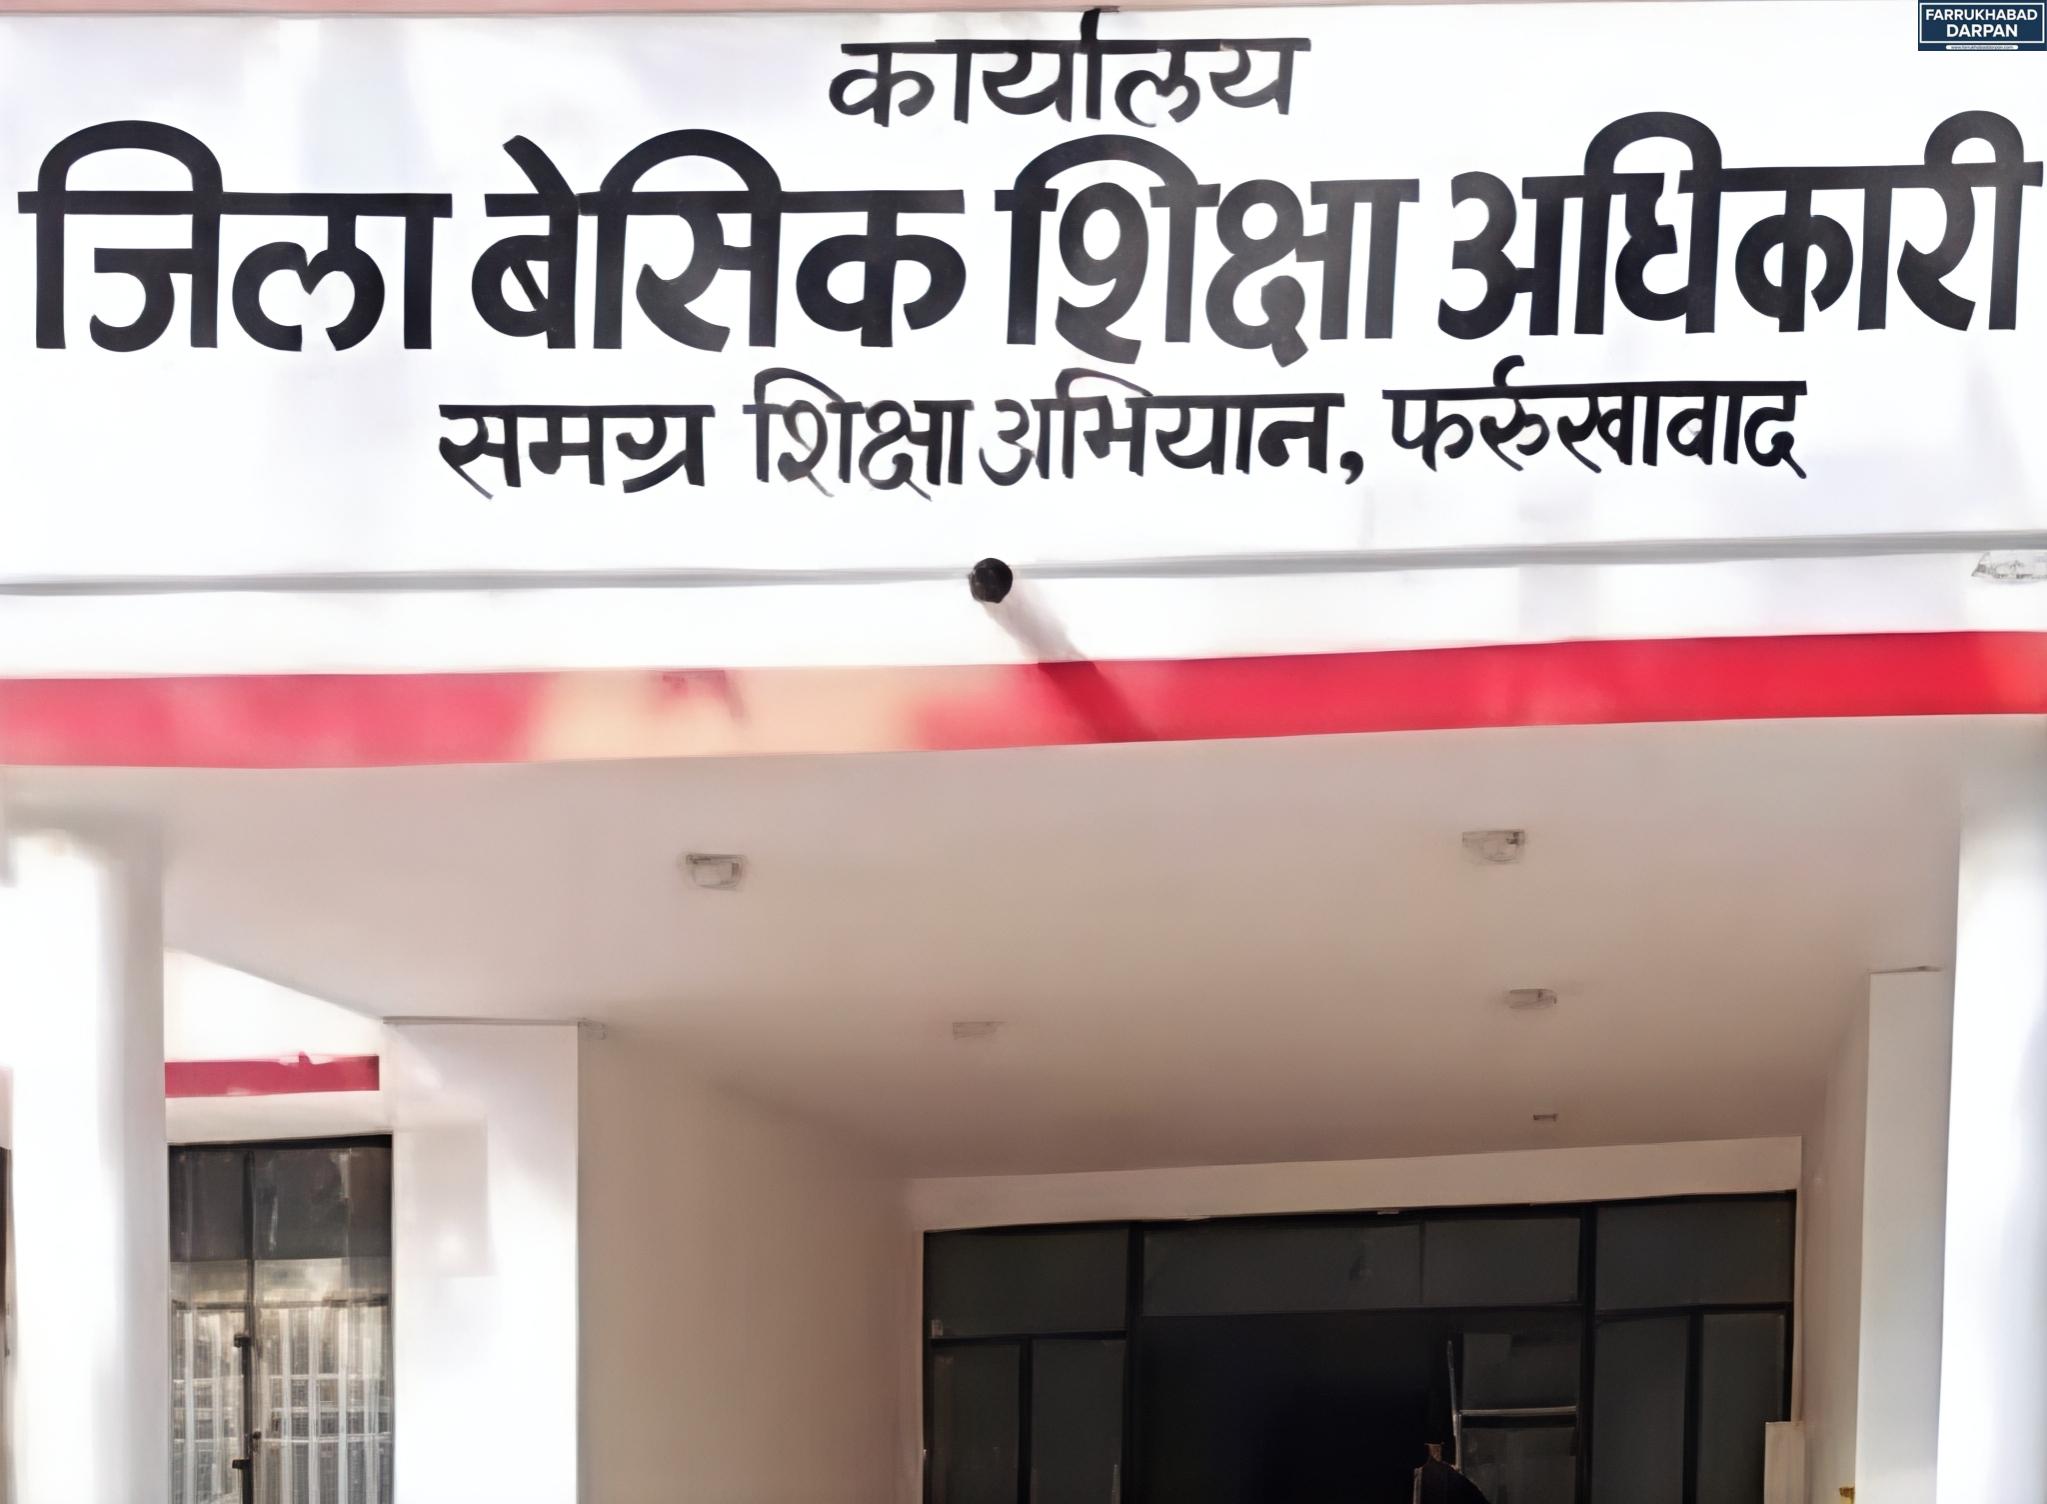 FARRUKHABAD
DARPAN
कार्यालय
जिला बेसिक शिक्षा अधिकारी
समग्र शिक्षा अभियान, फर्रुखाबाद